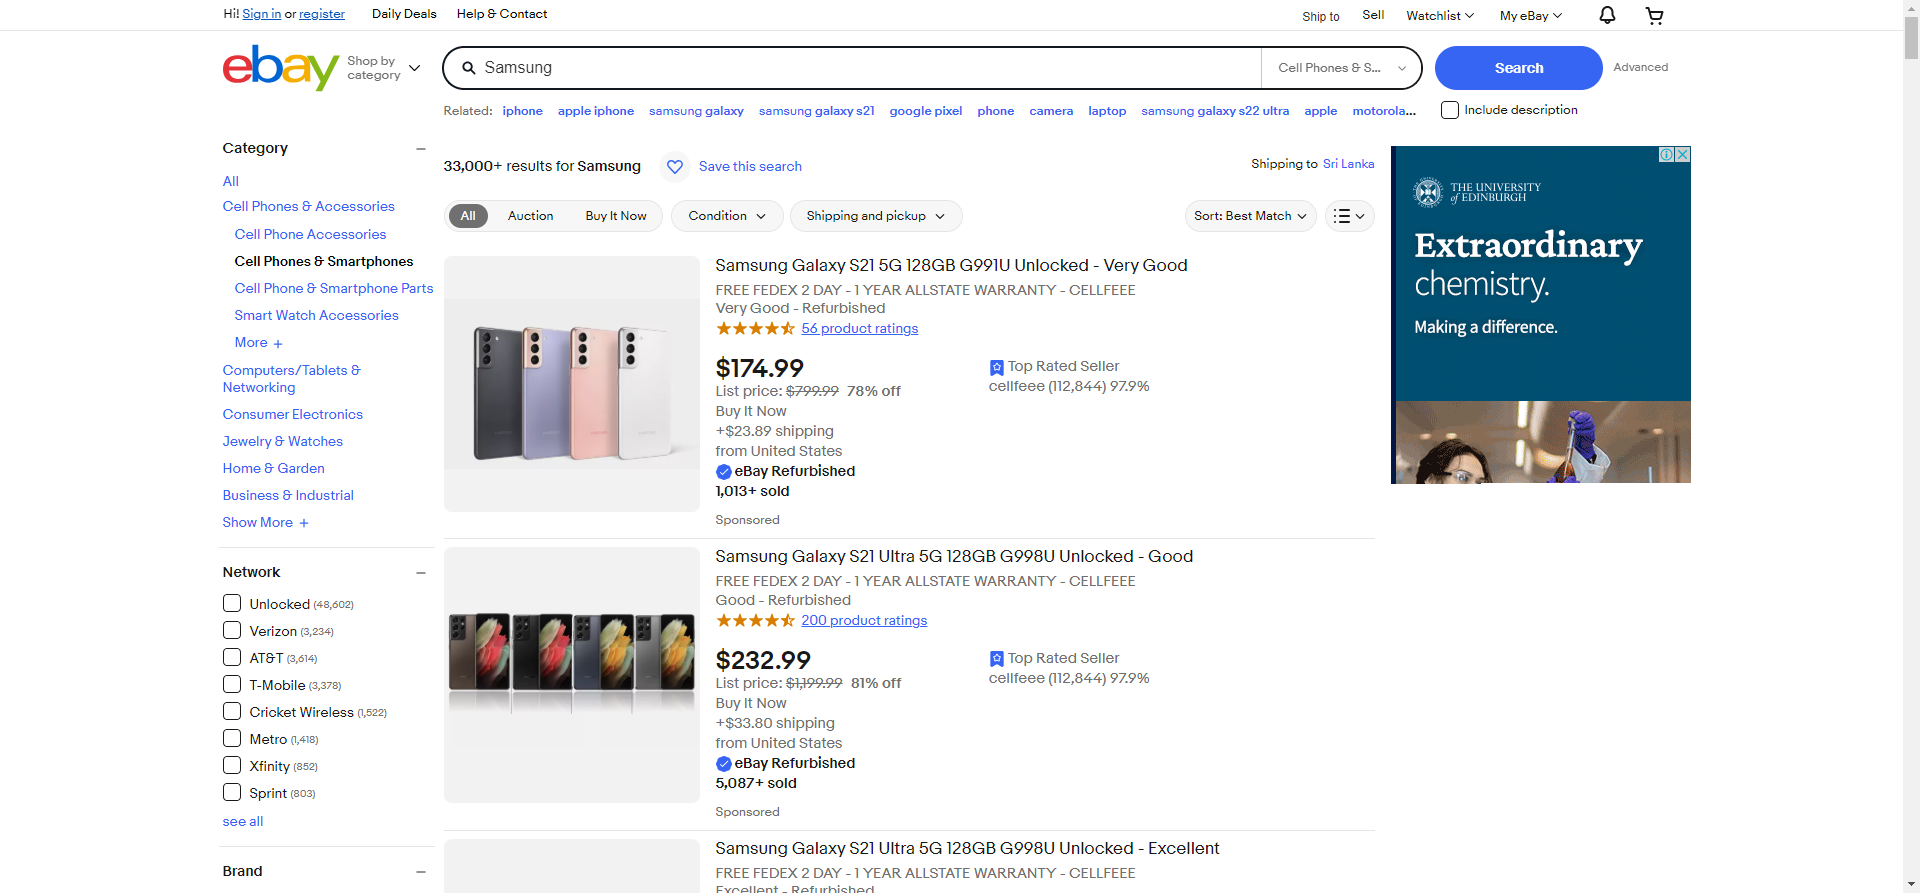 Hi! Sign in or register
Daily Deals
Help & Contact
Ship to
Sell
Watchlist
My eBay
ebay
Shop by
category
Samsung
Cell Phones & S...
Search
Advanced
Related: iphone apple iphone samsung galaxy samsung galaxy s21 google pixel phone camera laptop samsung galaxy s22 ultra apple motorola...
Include description
Category
All
Cell Phones & Accessories
Cell Phone Accessories
Cell Phones & Smartphones
Cell Phone & Smartphone Parts
Smart Watch Accessories
More
Computers/Tablets &
Networking
Consumer Electronics
Jewelry & Watches
Home & Garden
Business & Industrial
Show More
Network
Unlocked (48,602)
Verizon (3,234)
AT&T (3,614)
T-Mobile (3,378)
Cricket Wireless (1,522)
Metro (1,418)
Xfinity (852)
Sprint (803)
see all
Brand
33,000+ results for Samsung
Save this search
Shipping to Sri Lanka
All
Auction
Buy It Now
Condition
Shipping and pickup
Sort: Best Match
Samsung Galaxy S21 5G 128GB G991U Unlocked - Very Good
FREE FEDEX 2 DAY - 1 YEAR ALLSTATE WARRANTY - CELLFEEE
Very Good - Refurbished
56 product ratings
$174.99
List price: $799.99 78% off
Buy It Now
+$23.89 shipping
from United States
eBay Refurbished
1,013+ sold
Sponsored
Top Rated Seller
cellfeee (112,844) 97.9%
Samsung Galaxy S21 Ultra 5G 128GB G998U Unlocked - Good
FREE FEDEX 2 DAY - 1 YEAR ALLSTATE WARRANTY - CELLFEEE
Good - Refurbished
200 product ratings
$232.99
List price: $1,199.99 81% off
Buy It Now
+$33.80 shipping
from United States
eBay Refurbished
5,087+ sold
Sponsored
Top Rated Seller
cellfeee (112,844) 97.9%
Samsung Galaxy S21 Ultra 5G 128GB G998U Unlocked - Excellent
FREE FEDEX 2 DAY - 1 YEAR ALLSTATE WARRANTY - CELLFEEE
Excellent - Refurbished
THE UNIVERSITY
of EDINBURGH
Extraordinary
chemistry.
Making a difference.